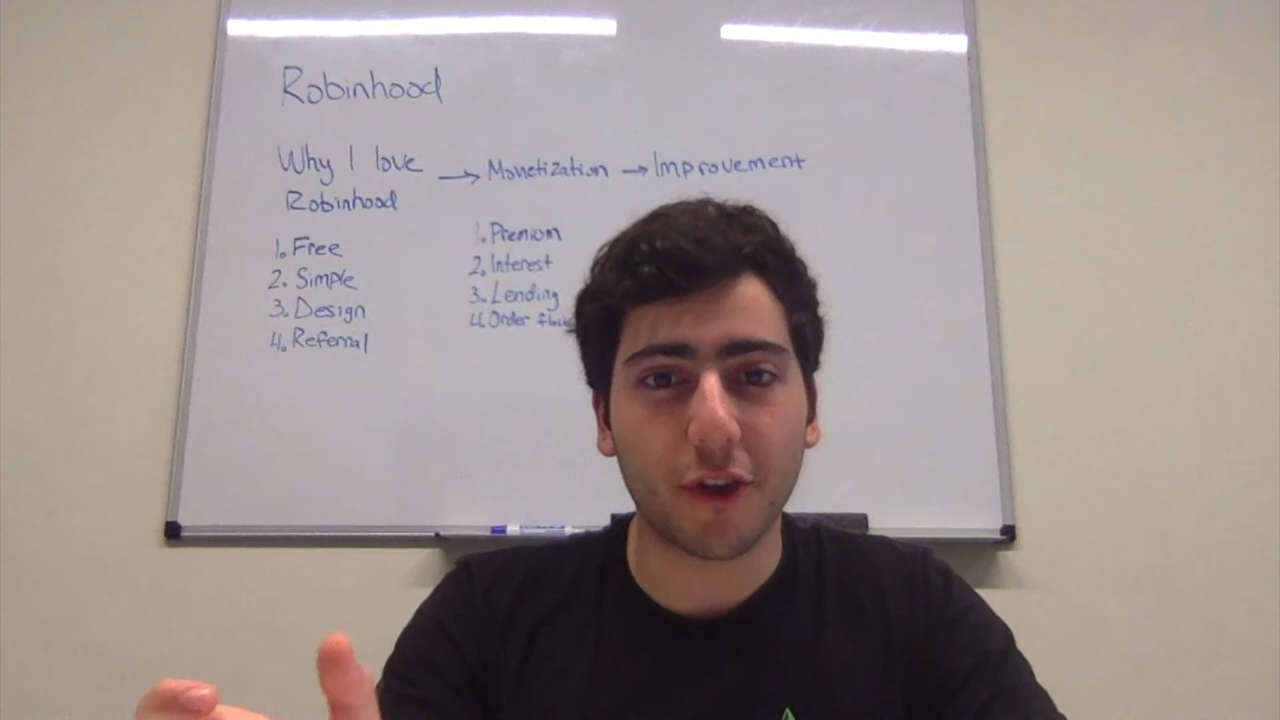 Robinhood
Why I love
Robinhood
→ Monetization → Improvement
1. Free
2. Simple
3. Design
4. Referral
1. Premium
2. Interest
3. Lending
4. Order